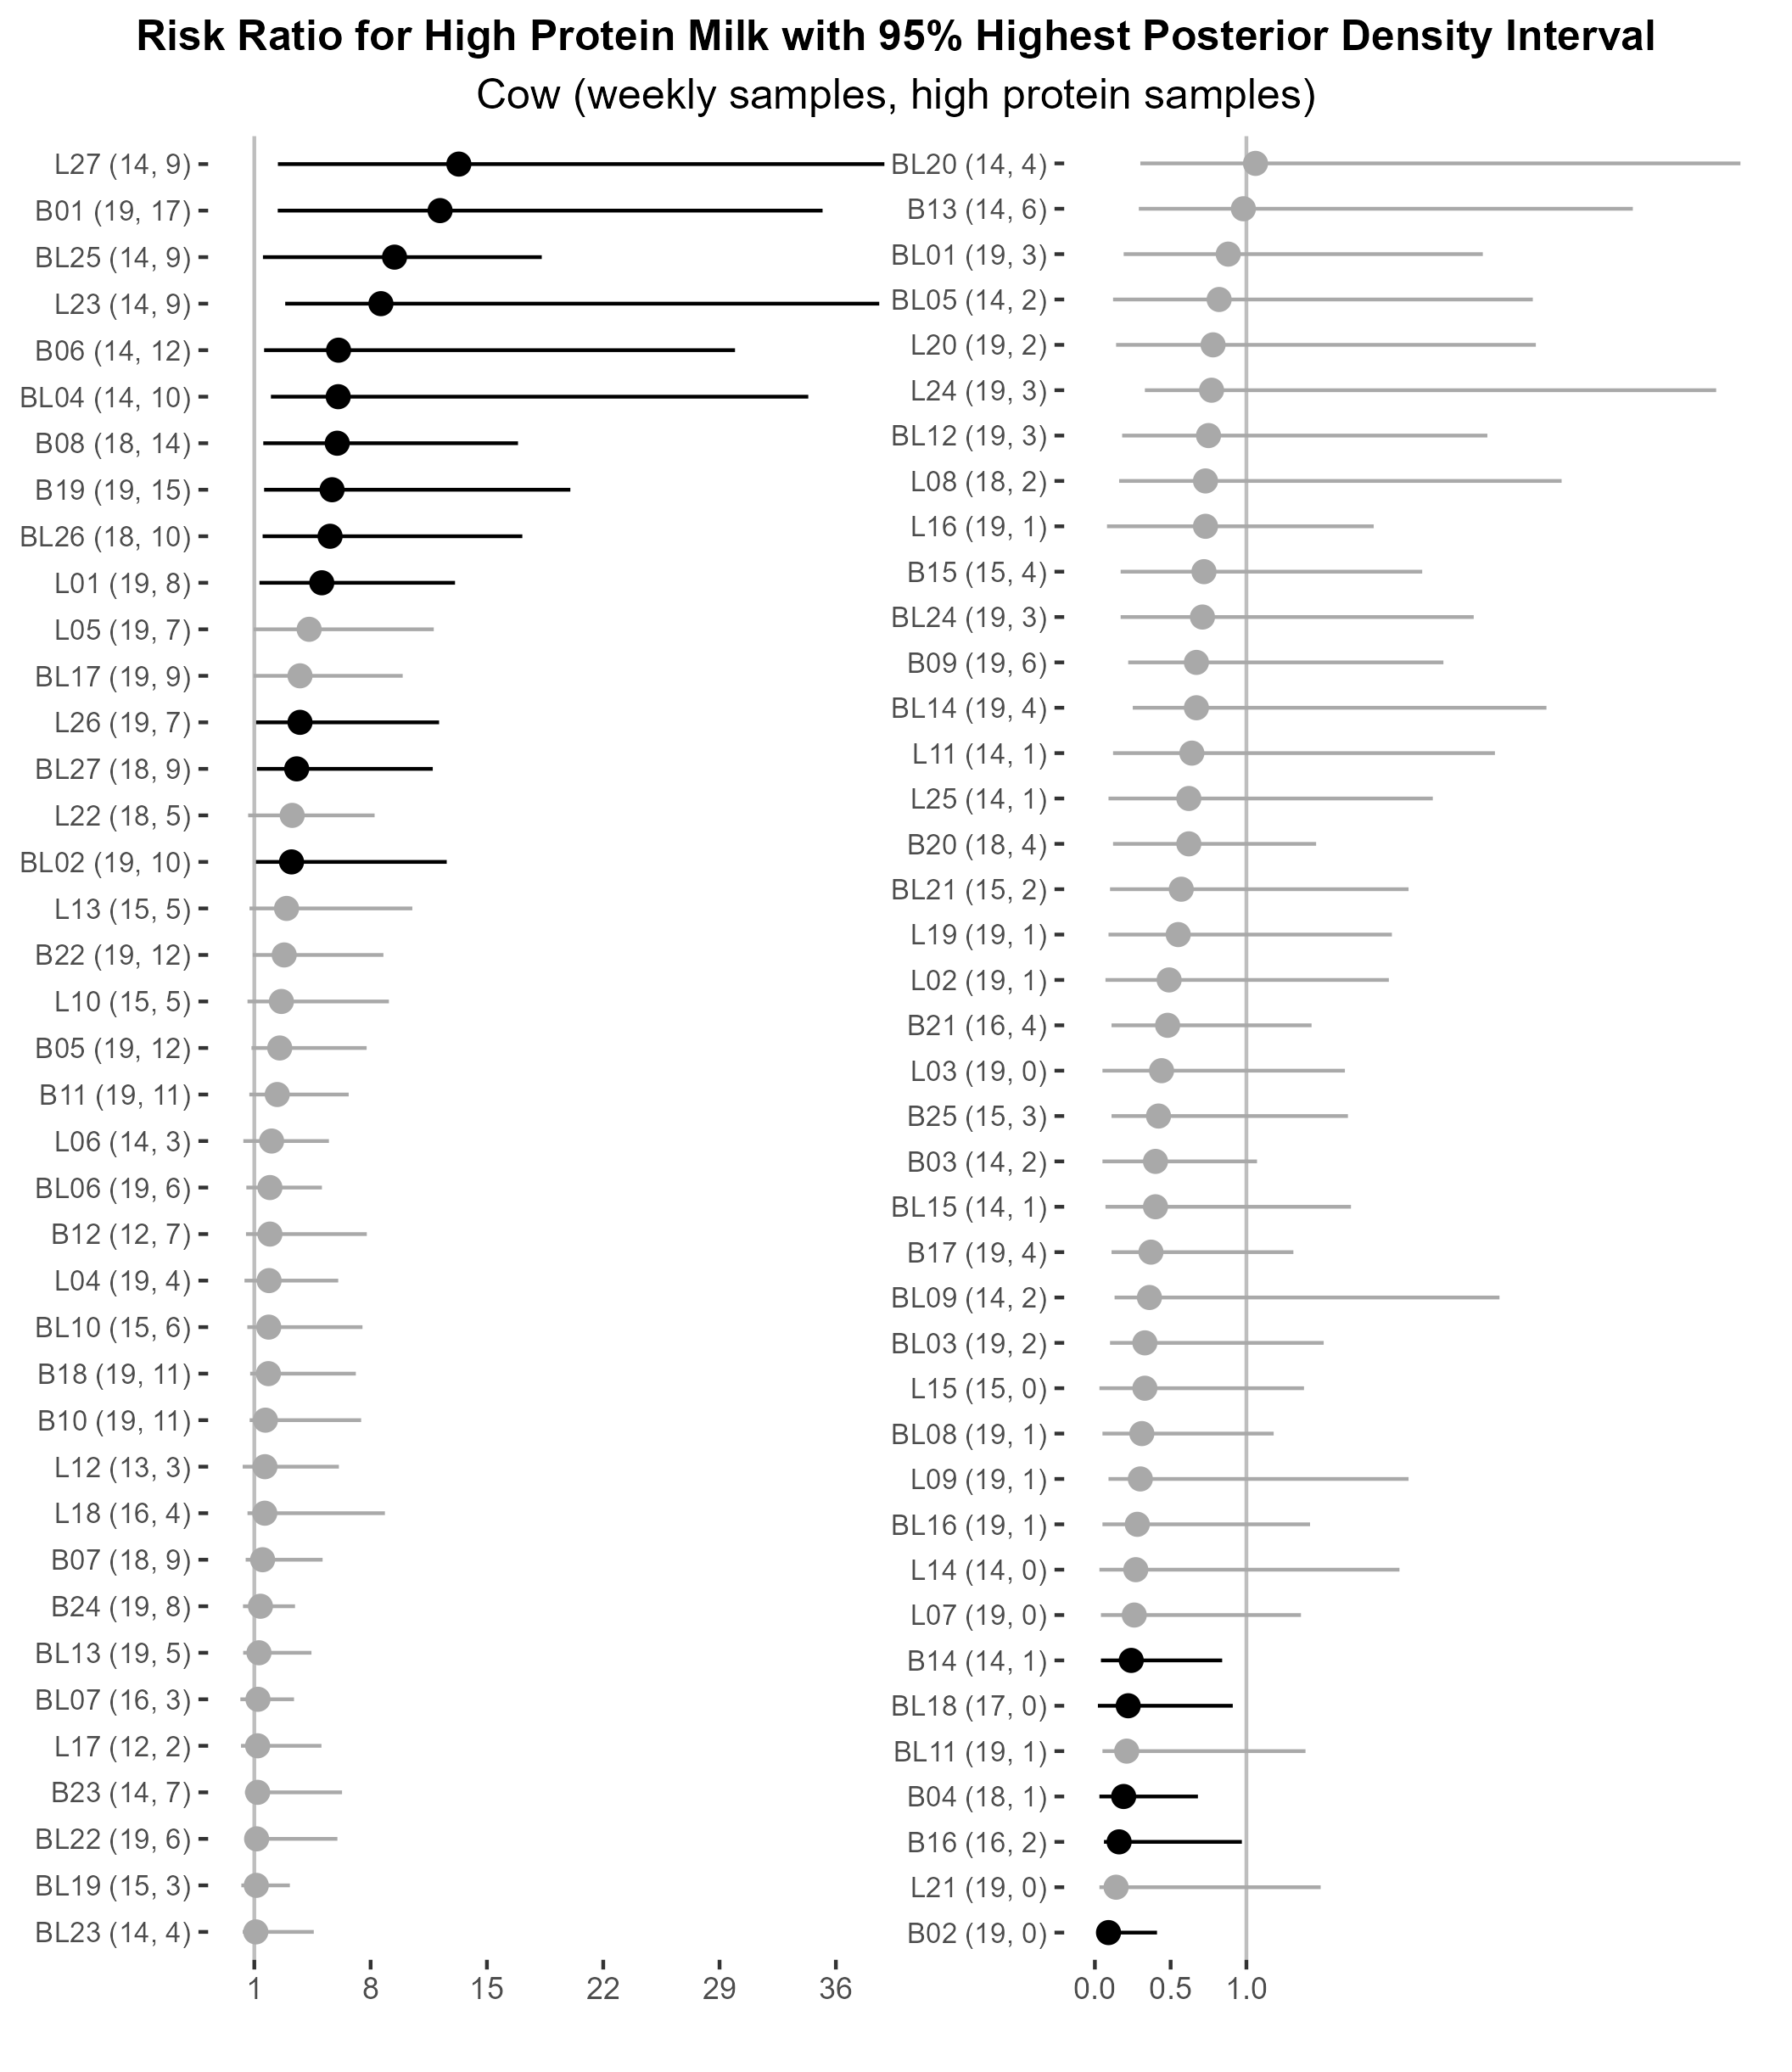 Risk Ratio for High Protein Milk with 95% Highest Posterior Density Interval
Cow (weekly samples, high protein samples)
L27 (14, 9)
B01 (19, 17)
BL25 (14, 9)
L23 (14, 9)
B06 (14, 12)
BL04 (14, 10)
B08 (18, 14)
B19 (19, 15)
BL26 (18, 10)
L01 (19, 8)
L05 (19, 7)
BL17 (19, 9)
L26 (19, 7)
BL27 (18, 9)
L22 (18, 5)
BL02 (19, 10)
L13 (15, 5)
B22 (19, 12)
L10 (15, 5)
B05 (19, 12)
B11 (19, 11)
L06 (14, 3)
BL06 (19, 6)
B12 (12, 7)
L04 (19, 4)
BL10 (15, 6)
B18 (19, 11)
B10 (19, 11)
L12 (13, 3)
L18 (16, 4)
B07 (18, 9)
B24 (19, 8)
BL13 (19, 5)
BL07 (16, 3)
L17 (12, 2)
B23 (14, 7)
BL22 (19, 6)
BL19 (15, 3)
BL23 (14, 4)
1 8 15 22 29 36
BL20 (14, 4)
B13 (14, 6)
BL01 (19, 3)
BL05 (14, 2)
L20 (19, 2)
L24 (19, 3)
BL12 (19, 3)
L08 (18, 2)
L16 (19, 1)
B15 (15, 4)
BL24 (19, 3)
B09 (19, 6)
BL14 (19, 4)
L11 (14, 1)
L25 (14, 1)
B20 (18, 4)
BL21 (15, 2)
L19 (19, 1)
L02 (19, 1)
B21 (16, 4)
L03 (19, 0)
B25 (15, 3)
B03 (14, 2)
BL15 (14, 1)
B17 (19, 4)
BL09 (14, 2)
BL03 (19, 2)
L15 (15, 0)
BL08 (19, 1)
L09 (19, 1)
BL16 (19, 1)
L14 (14, 0)
L07 (19, 0)
B14 (14, 1)
BL18 (17, 0)
BL11 (19, 1)
B04 (18, 1)
B16 (16, 2)
L21 (19, 0)
B02 (19, 0)
0.0 0.5 1.0